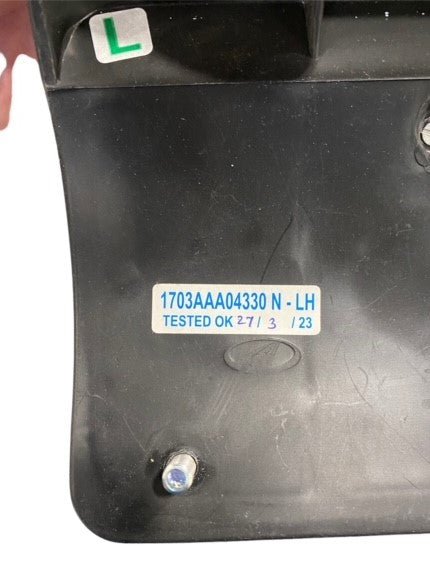 L
1703AAA04330 N - LH
TESTED OK 27/ 3 / 23